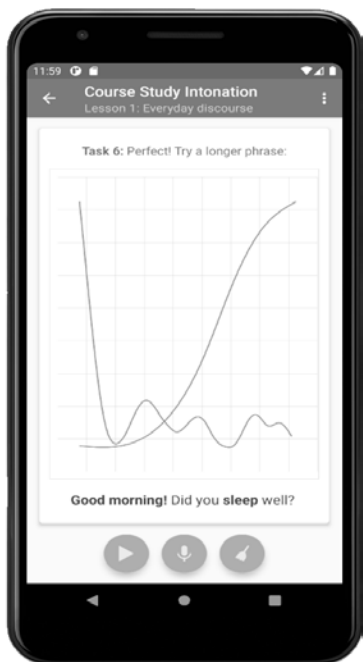 11:59
Course Study Intonation
Lesson 1: Everyday discourse
Task 6: Perfect! Try a longer phrase:
Good morning! Did you sleep well?